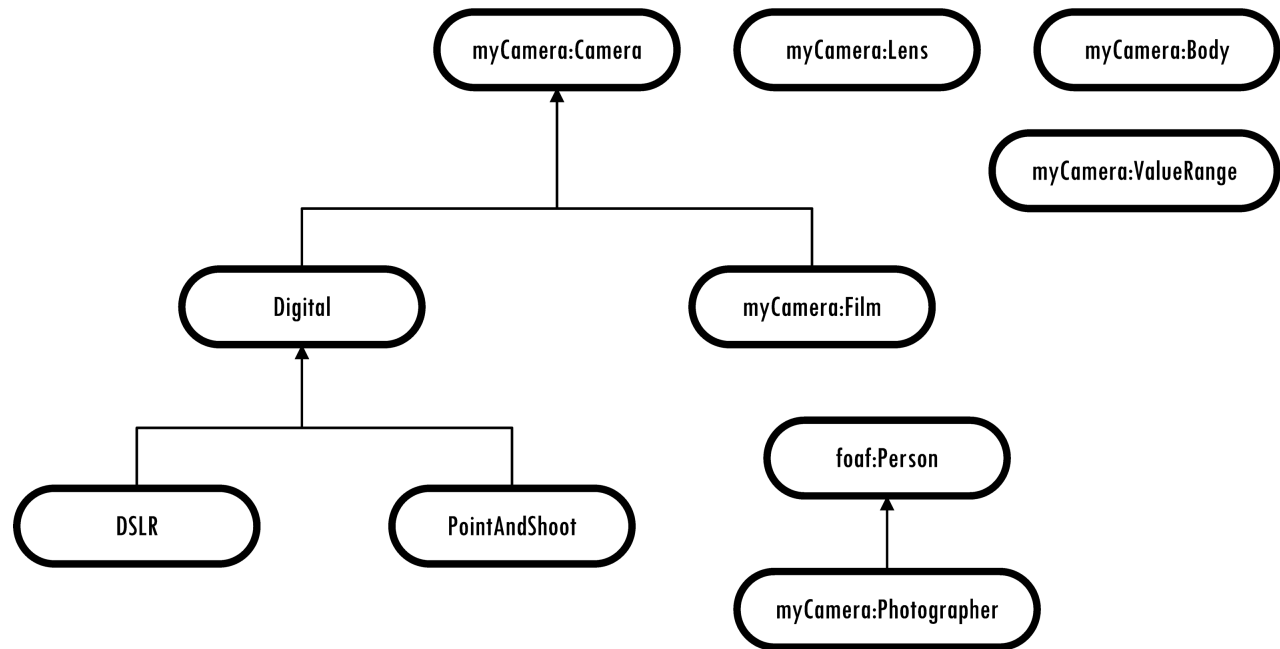 myCamera:Camera
myCamera:Lens
myCamera:Body
myCamera:ValueRange
Digital
myCamera:Film
foaf:Person
DSLR
PointAndShoot
myCamera:Photographer